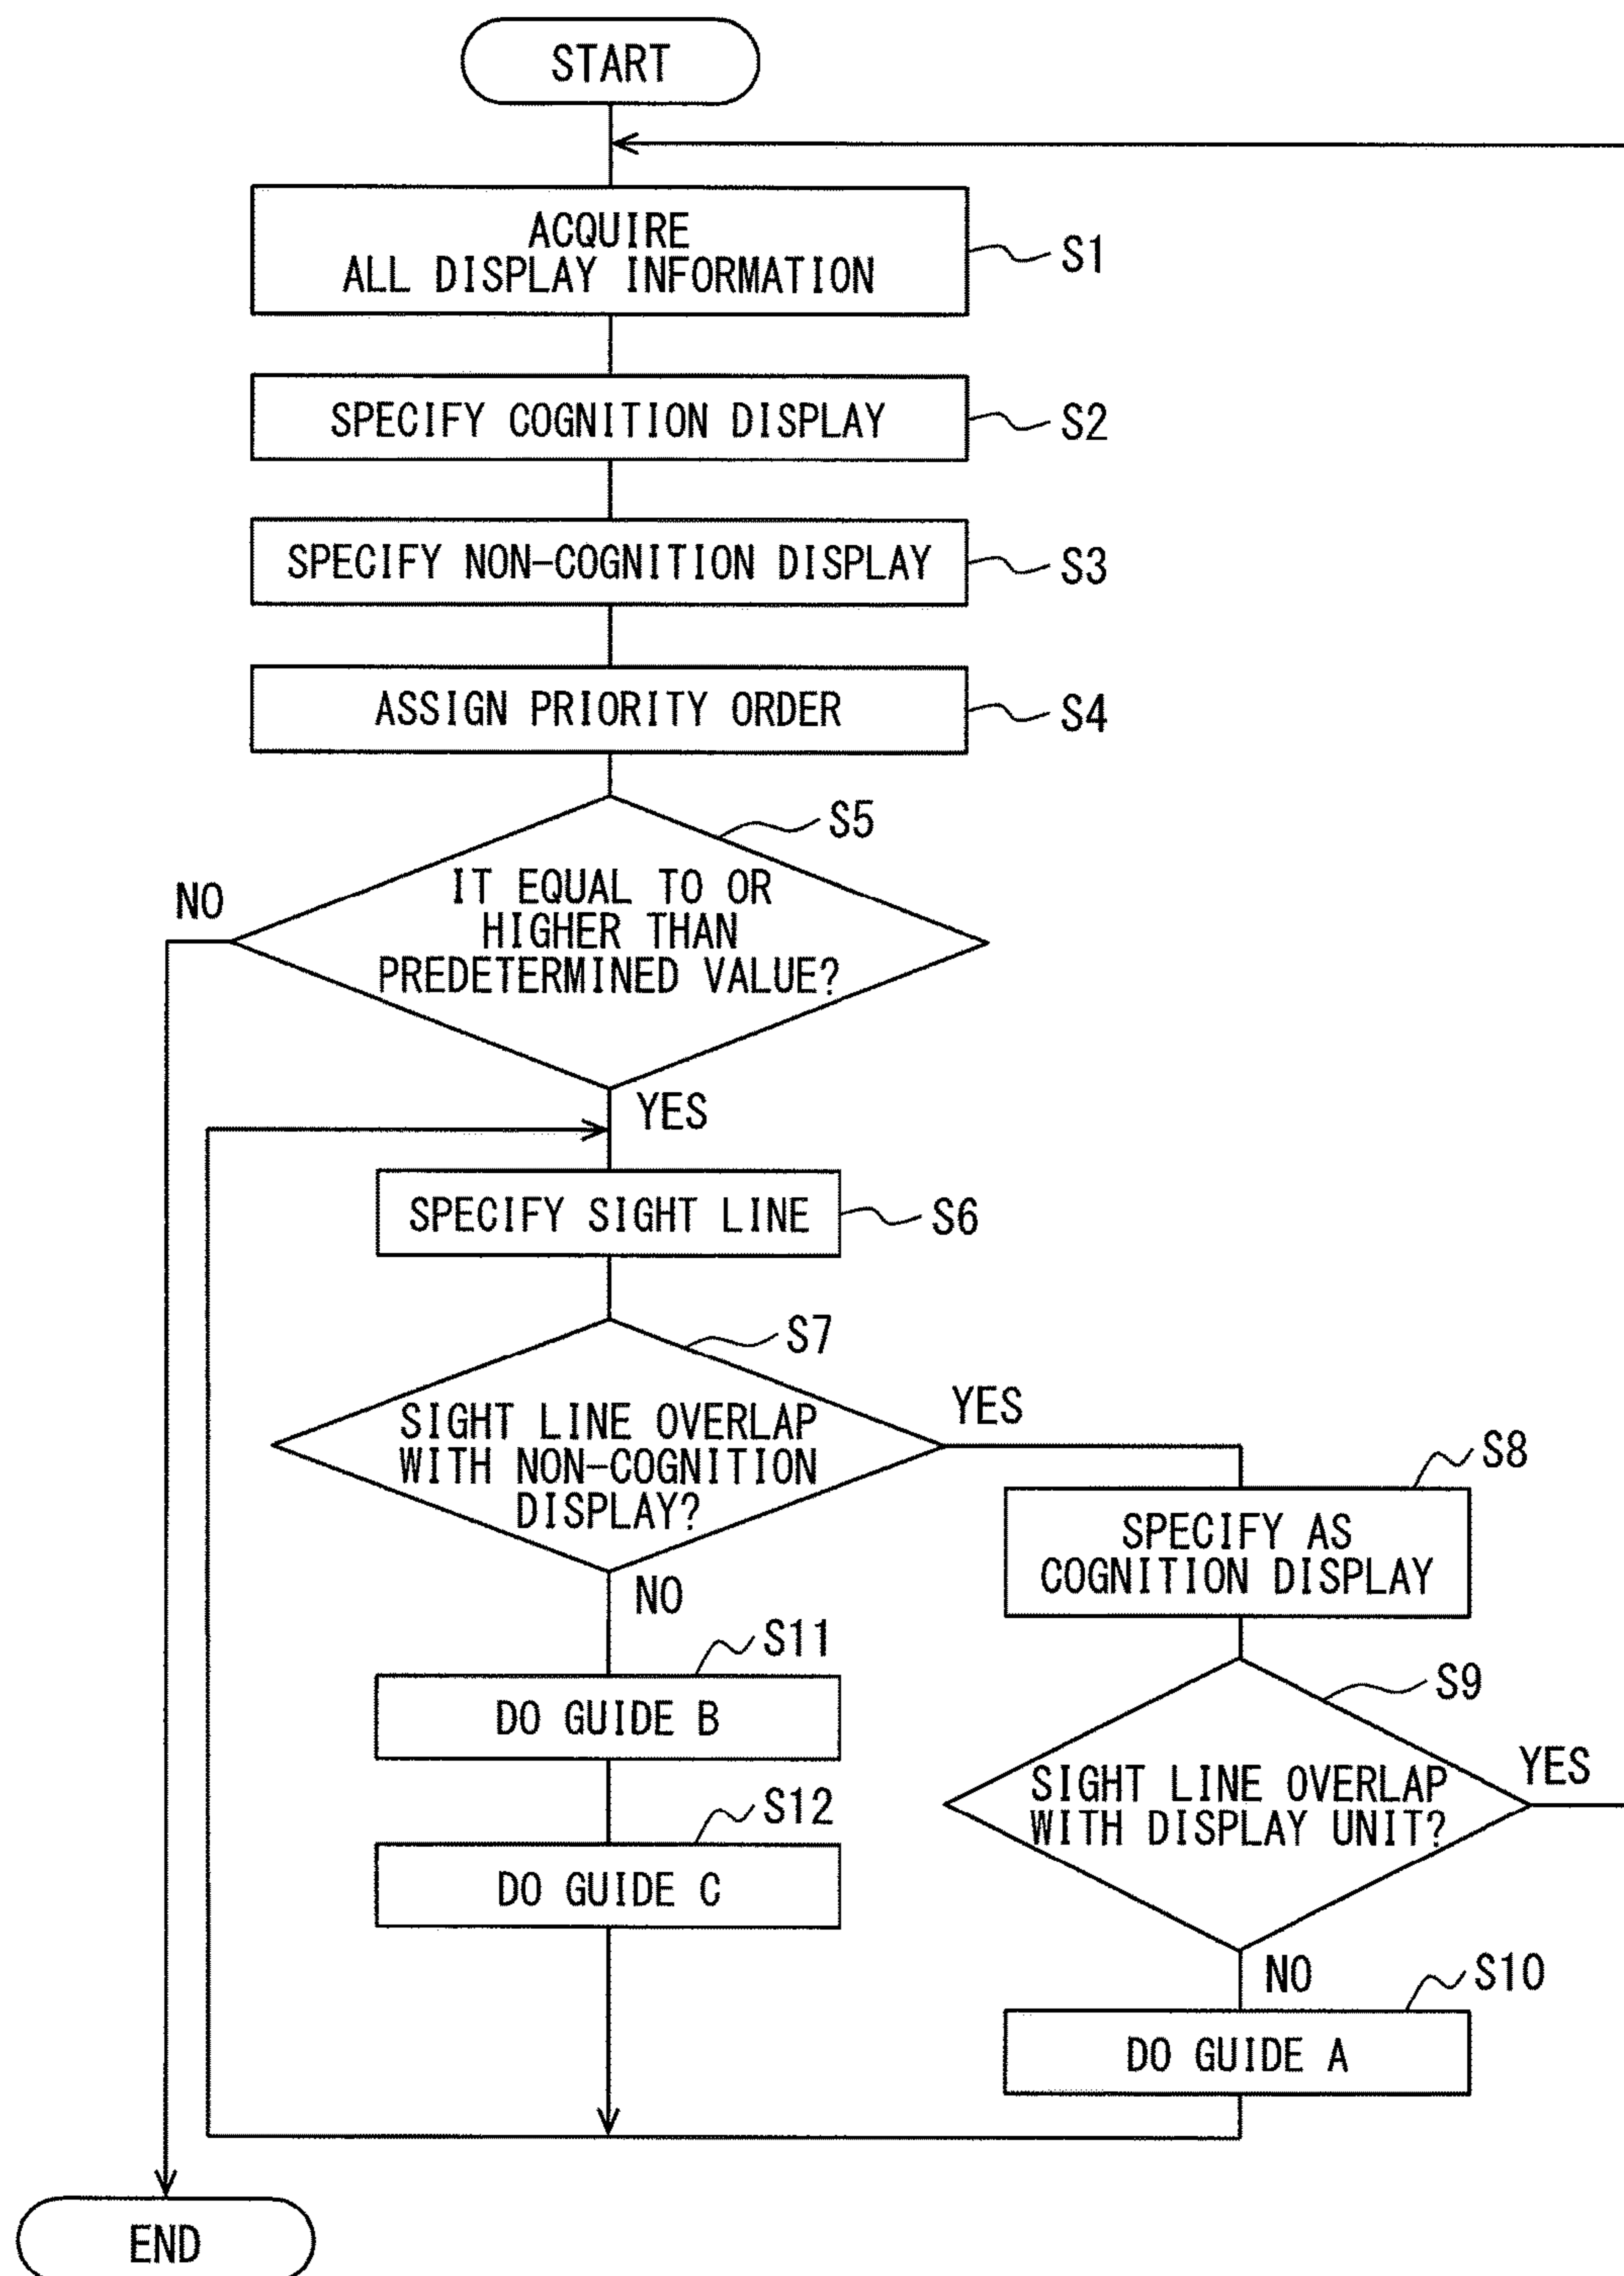 START
ACQUIRE
ALL DISPLAY INFORMATION
S1
SPECIFY COGNITION DISPLAY
S2
SPECIFY NON-COGNITION DISPLAY
S3
ASSIGN PRIORITY ORDER
S4
S5
NO
IT EQUAL TO OR
HIGHER THAN
PREDETERMINED VALUE?
YES
SPECIFY SIGHT LINE
S6
S7
SIGHT LINE OVERLAP
WITH NON-COGNITION
DISPLAY?
YES
NO
S8
SPECIFY AS
COGNITION DISPLAY
S9
SIGHT LINE OVERLAP
WITH DISPLAY UNIT?
YES
NO
S10
DO GUIDE A
S11
DO GUIDE B
S12
DO GUIDE C
END